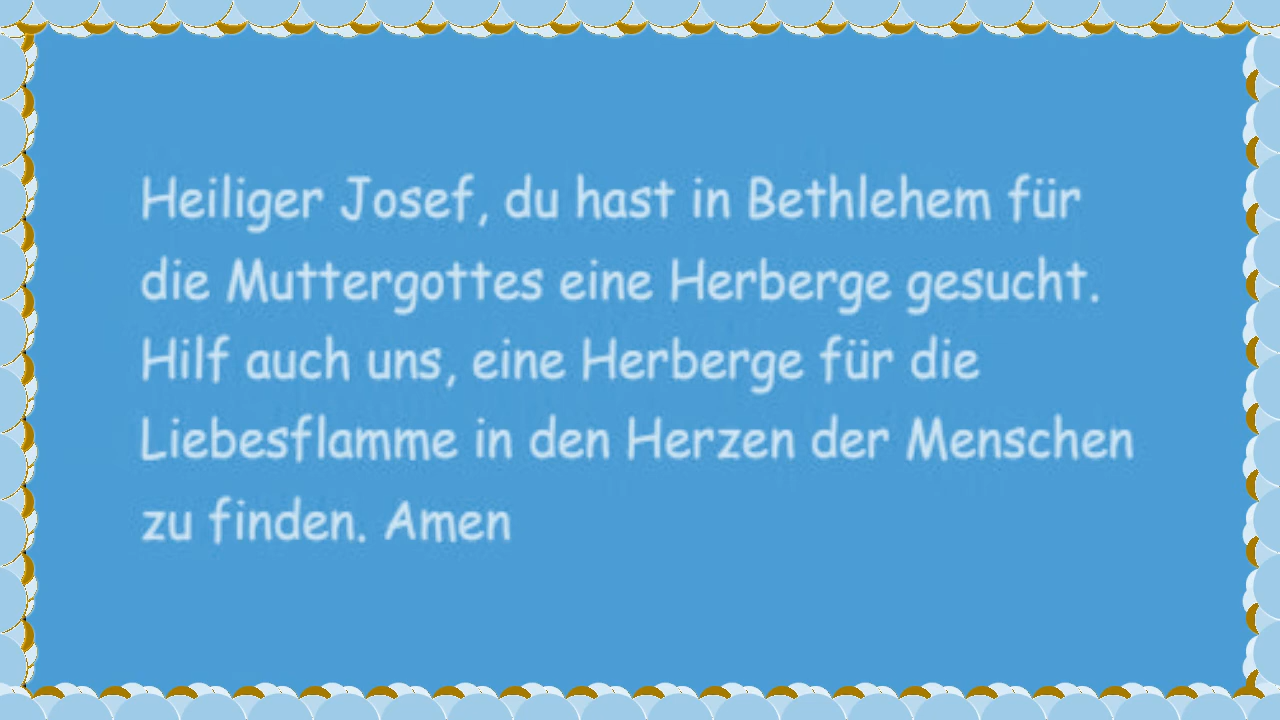 Heiliger Josef, du hast in Bethlehem für
die Muttergottes eine Herberge gesucht.
Hilf auch uns, eine Herberge für die
Liebesflamme in den Herzen der Menschen
zu finden. Amen